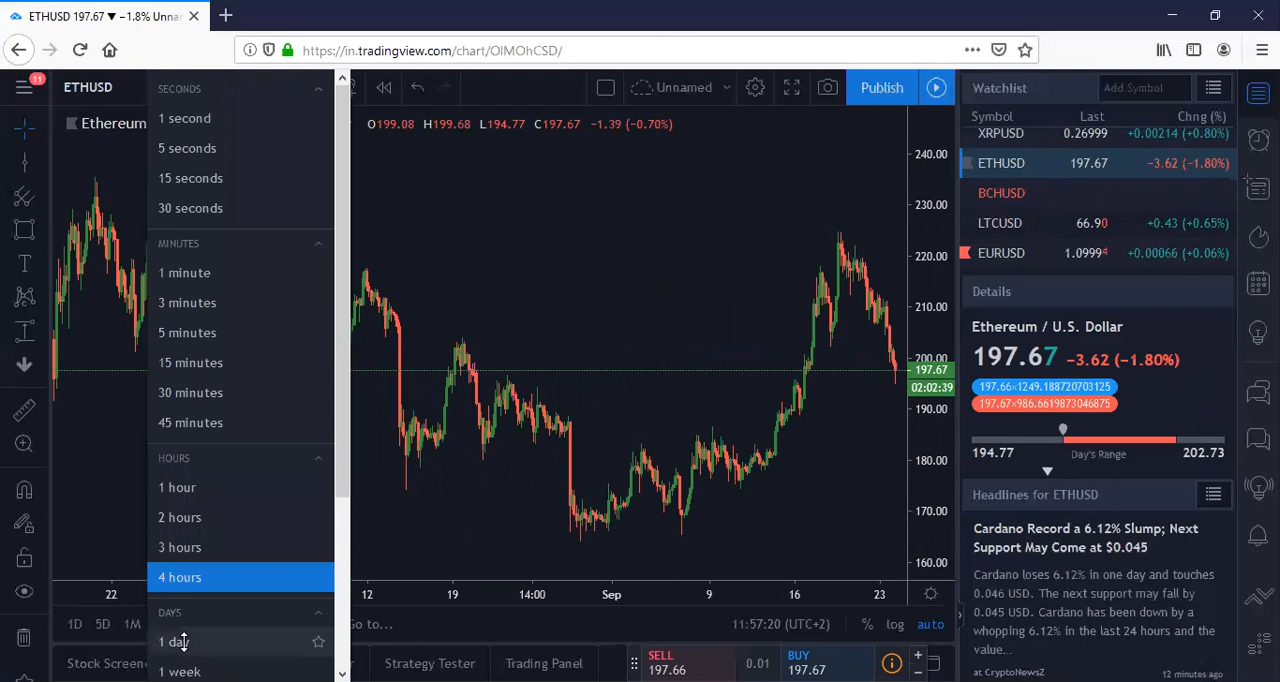 ETHUSD 197.67 ▼ −1.8% Unna
https://in.tradingview.com/chart/OlMOhCSD/
11
ETHUSD
Unnamed
Publish
Ethereum
O199.08 H199.68 L194.77 C197.67 −1.39 (−0.70%)
SECONDS
1 second
5 seconds
15 seconds
30 seconds
MINUTES
1 minute
3 minutes
5 minutes
15 minutes
30 minutes
45 minutes
HOURS
1 hour
2 hours
3 hours
4 hours
DAYS
1 day
1 week
240.00
230.00
220.00
210.00
200.00
197.67
02:02:39
190.00
180.00
170.00
160.00
22
12
19
14:00
Sep
9
16
23
1D 5D 1M
to...
11:57:20 (UTC+2)
% log auto
Stock Screen
Strategy Tester
Trading Panel
SELL
197.66
0.01
BUY
197.67
Watchlist
Add Symbol
Symbol Last Chng (%)
XRPUSD 0.26999 +0.00214 (+0.80%)
ETHUSD 197.67 −3.62 (−1.80%)
BCHUSD
LTCUSD 66.90 +0.43 (+0.65%)
EURUSD 1.0999⁴ +0.00066 (+0.06%)
Details
Ethereum / U.S. Dollar
197.67 −3.62 (−1.80%)
197.66×1249.188720703125
197.67×986.6619873046875
194.77
Day's Range
202.73
Headlines for ETHUSD
Cardano Record a 6.12% Slump; Next
Support May Come at $0.045
Cardano loses 6.12% in one day and touches
0.046 USD. The next support may fall by
0.045 USD. Cardano has been down by a
whopping 6.12% in the last 24 hours and the
value...
at CryptoNewsZ
12 minutes ago